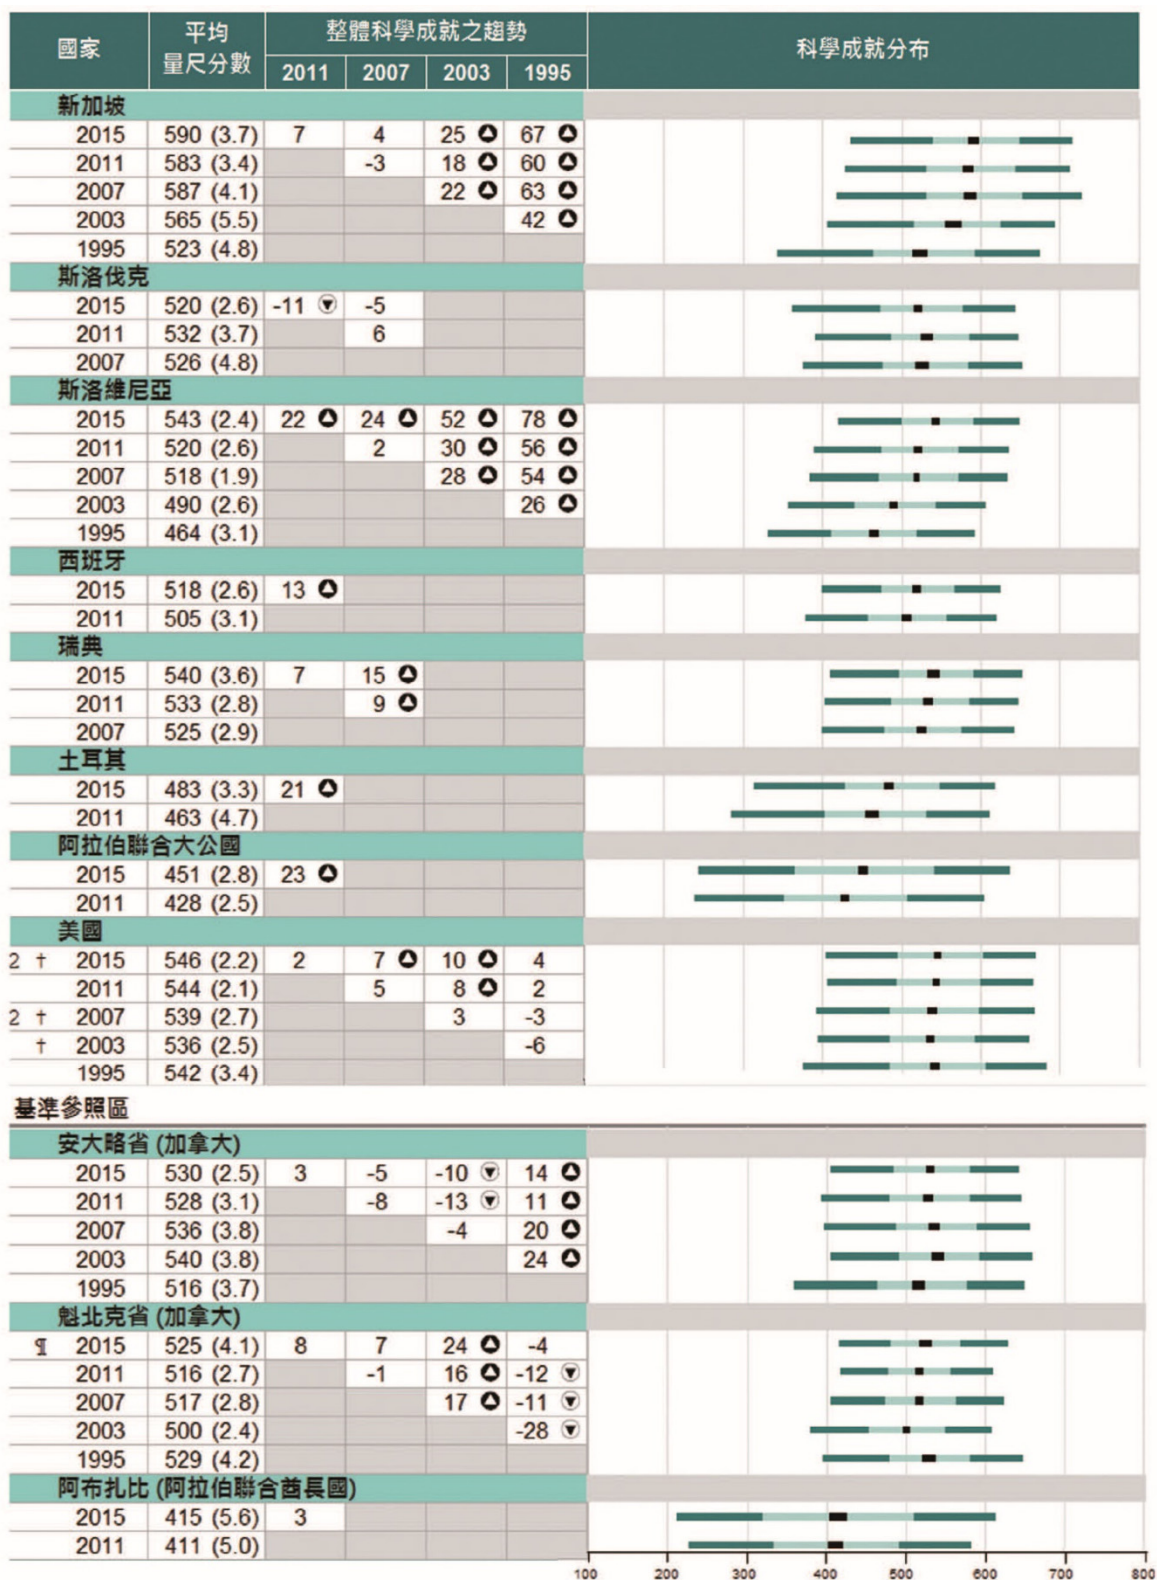 國家 平均 量尺分數 整體科學成就之趨勢 科學成就分布
2011 2007 2003 1995
新加坡
2015 590 (3.7) 7 4 25 ▲ 67 ▲
2011 583 (3.4) -3 18 ▲ 60 ▲
2007 587 (4.1) 22 ▲ 63 ▲
2003 565 (5.5) 42 ▲
1995 523 (4.8)
斯洛伐克
2015 520 (2.6) -11 ▼ -5
2011 532 (3.7) 6
2007 526 (4.8)
斯洛維尼亞
2015 543 (2.4) 22 ▲ 24 ▲ 52 ▲ 78 ▲
2011 520 (2.6) 2 30 ▲ 56 ▲
2007 518 (1.9) 28 ▲ 54 ▲
2003 490 (2.6) 26 ▲
1995 464 (3.1)
西班牙
2015 518 (2.6) 13 ▲
2011 505 (3.1)
瑞典
2015 540 (3.6) 7 15 ▲
2011 533 (2.8) 9 ▲
2007 525 (2.9)
土耳其
2015 483 (3.3) 21 ▲
2011 463 (4.7)
阿拉伯聯合大公國
2015 451 (2.8) 23 ▲
2011 428 (2.5)
美國
2 † 2015 546 (2.2) 2 7 ▲ 10 ▲ 4
2011 544 (2.1) 5 8 ▲ 2
2 † 2007 539 (2.7) 3 -3
† 2003 536 (2.5) -6
1995 542 (3.4)
基準參照區
安大略省 (加拿大)
2015 530 (2.5) 3 -5 -10 ▼ 14 ▲
2011 528 (3.1) -8 -13 ▼ 11 ▲
2007 536 (3.8) -4 20 ▲
2003 540 (3.8) 24 ▲
1995 516 (3.7)
魁北克省 (加拿大)
¶ 2015 525 (4.1) 8 7 24 ▲ -4
2011 516 (2.7) -1 16 ▲ -12 ▼
2007 517 (2.8) 17 ▲ -11 ▼
2003 500 (2.4) -28 ▼
1995 529 (4.2)
阿布扎比 (阿拉伯聯合酋長國)
2015 415 (5.6) 3
2011 411 (5.0)
100 200 300 400 500 600 700 800